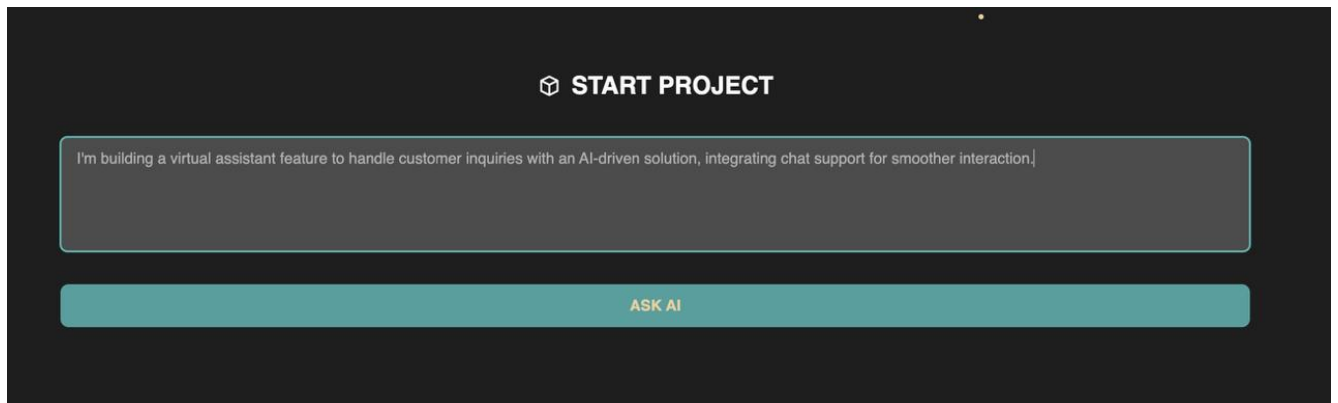 START PROJECT
I'm building a virtual assistant feature to handle customer inquiries with an AI-driven solution, integrating chat support for smoother interaction.
ASK AI